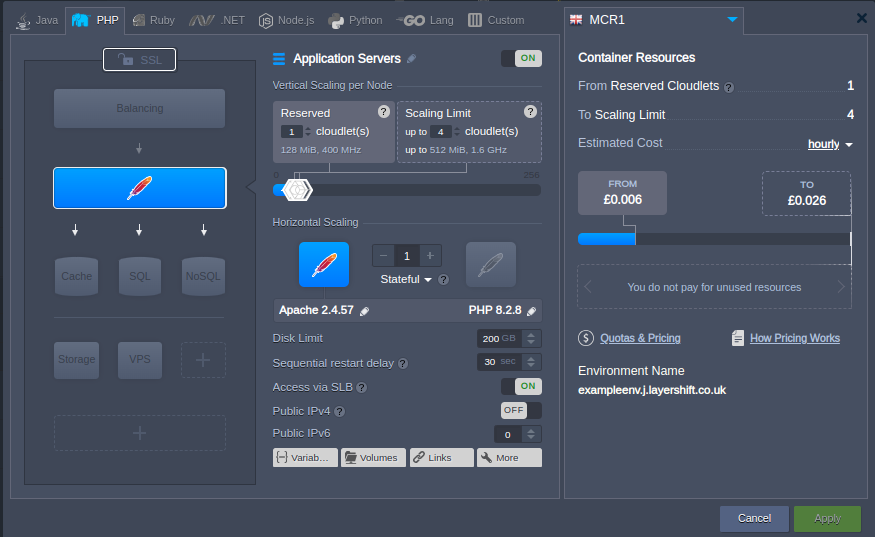 Java PHP Ruby .NET Node.js Python GO Lang Custom
SSL
Balancing
Cache SQL NoSQL
Storage VPS
Application Servers ON
Vertical Scaling per Node
Reserved ?
1 cloudlet(s)
128 MiB, 400 MHz
Scaling Limit ?
up to 4 cloudlet(s)
up to 512 MiB, 1.6 GHz
0 256
Horizontal Scaling
1
Stateful ?
Apache 2.4.57 PHP 8.2.8
Disk Limit 200 GB
Sequential restart delay ? 30 sec
Access via SLB ? ON
Public IPv4 ? OFF
Public IPv6 0
Variab... Volumes Links More
MCR1
Container Resources
From Reserved Cloudlets ? 1
To Scaling Limit 4
Estimated Cost hourly
FROM
£0.006
TO
£0.026
You do not pay for unused resources
$ Quotas & Pricing How Pricing Works
Environment Name
exampleenv.j.layershift.co.uk
Cancel Apply